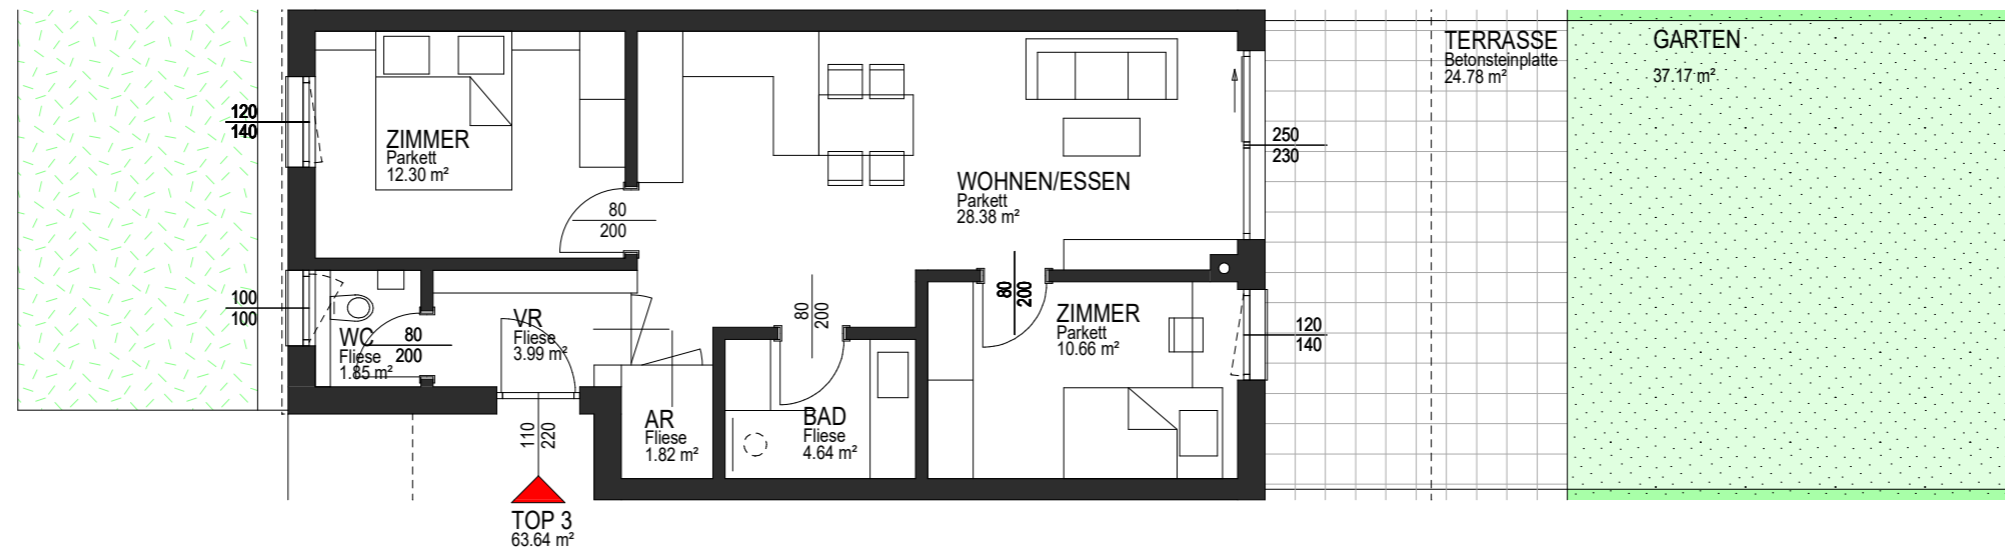 TERRASSE
Betonsteinplatte
24.78 m²
GARTEN
37.17 m²
120
140
ZIMMER
Parkett
12.30 m²
250
230
WOHNEN/ESSEN
Parkett
28.38 m²
80
200
100
100
WC
Fliese
1.85 m²
80
200
VR
Fliese
3.99 m²
80
200
80
200
ZIMMER
Parkett
10.66 m²
120
140
110
220
AR
Fliese
1.82 m²
BAD
Fliese
4.64 m²
TOP 3
63.64 m²